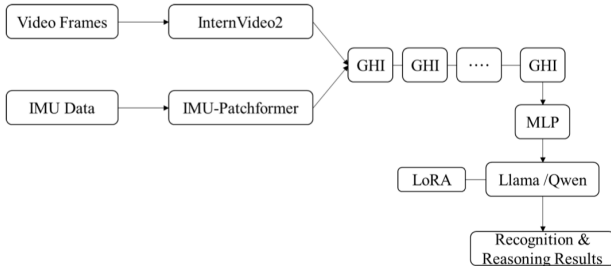 Video Frames
InternVideo2
IMU Data
IMU-Patchformer
GHI
GHI
....
GHI
MLP
LoRA
Llama /Qwen
Recognition &
Reasoning Results